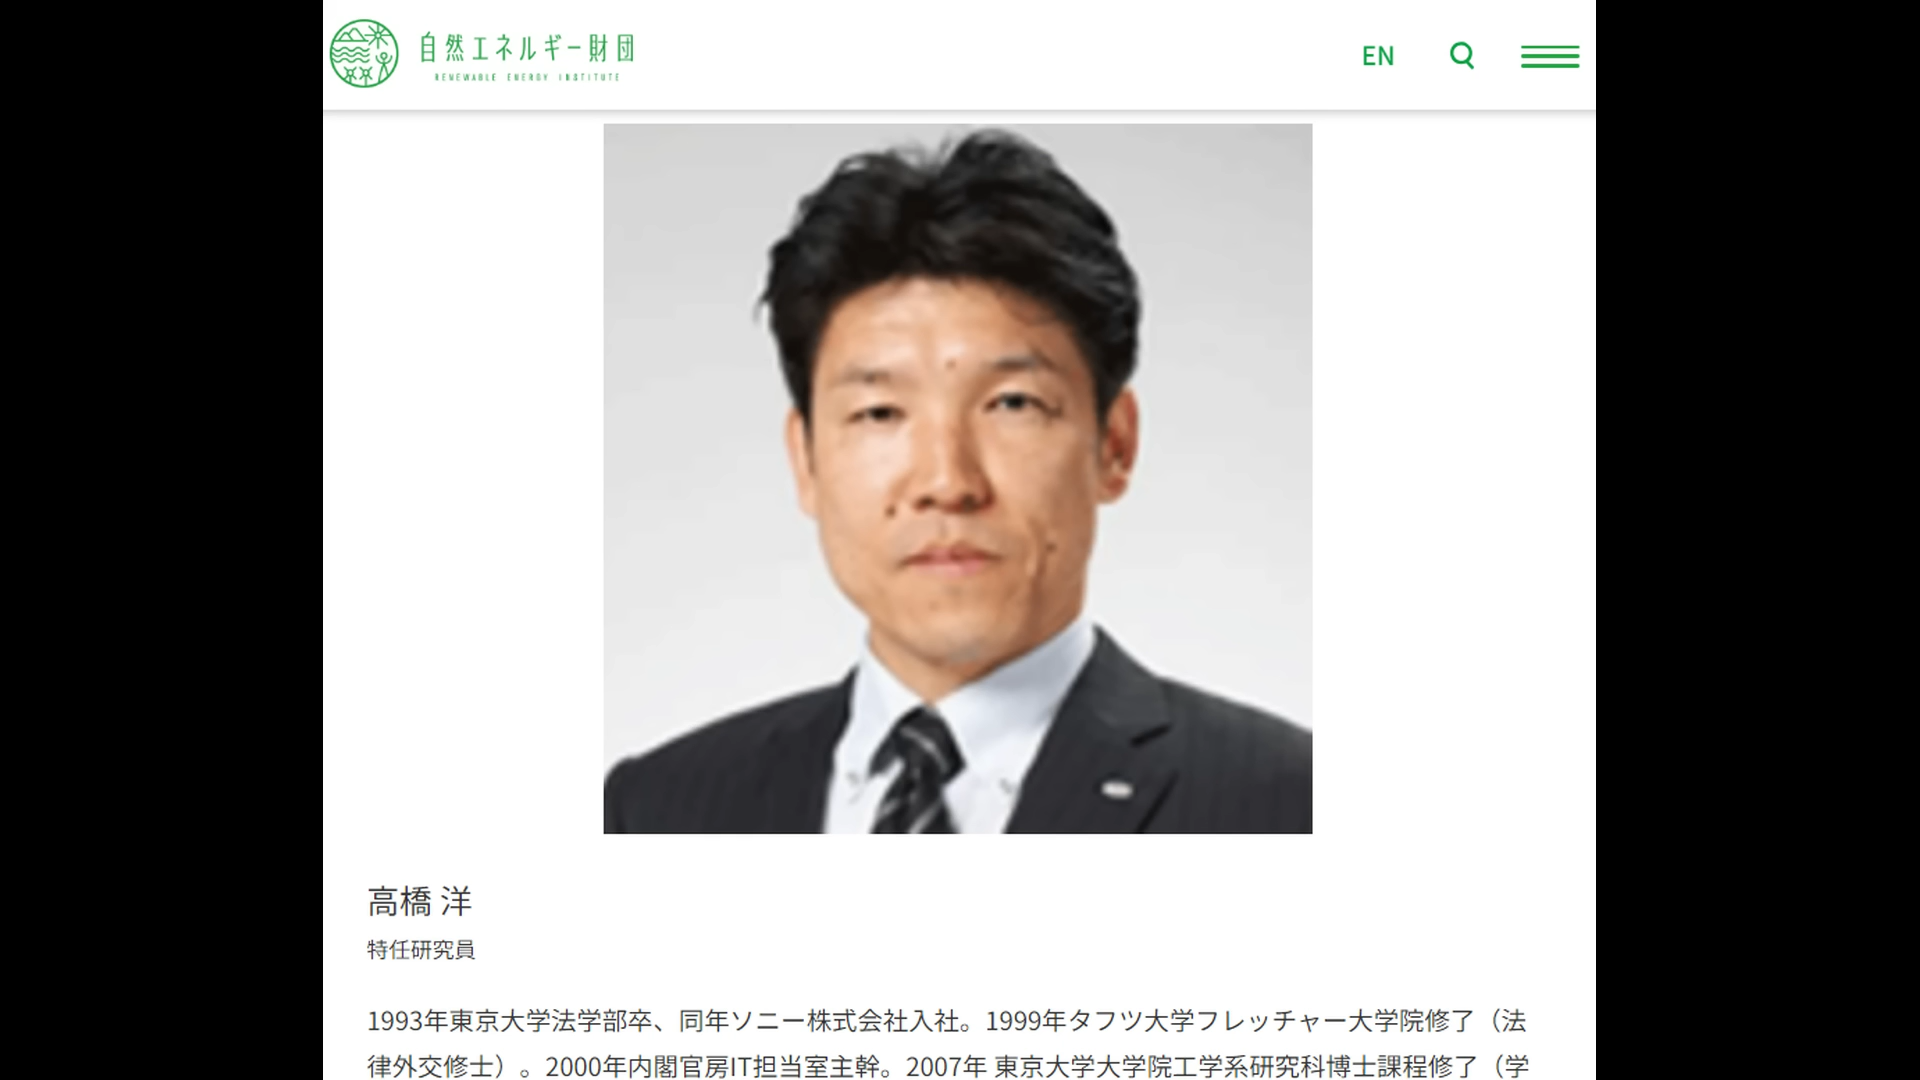 自然エネルギー財団
RENEWABLE ENERGY INSTITUTE
EN
高橋 洋
特任研究員
1993年東京大学法学部卒、同年ソニー株式会社入社。1999年タフツ大学フレッチャー大学院修了（法
律外交修士）。2000年内閣官房IT担当室主幹。2007年 東京大学大学院工学系研究科博士課程修了（学